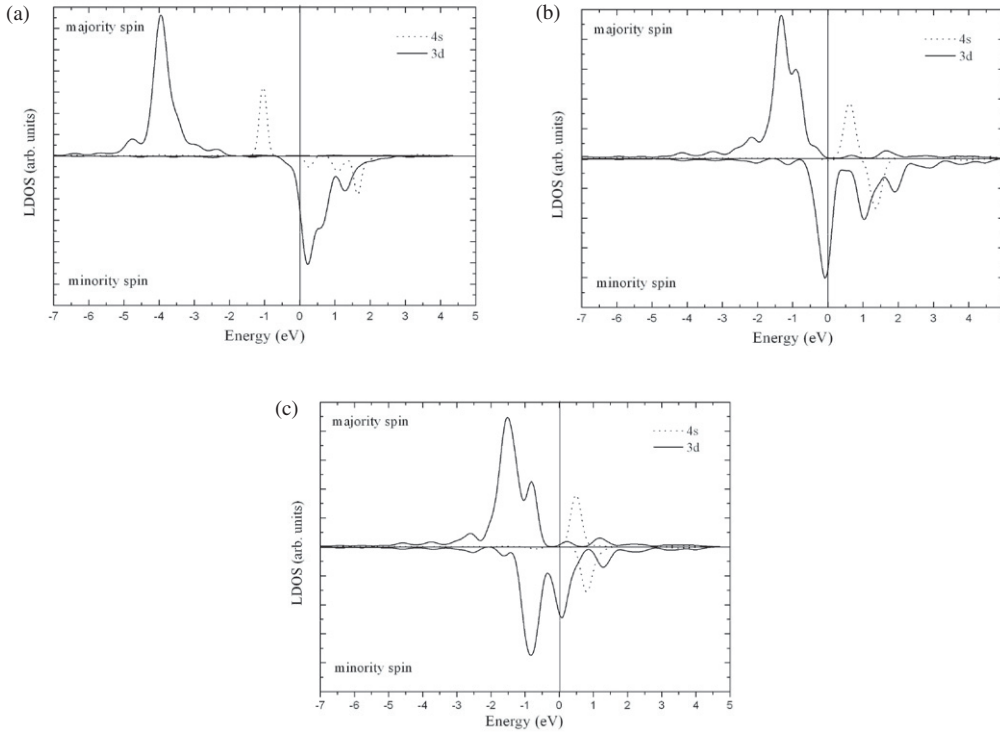 (a)
majority spin
4s
3d
LDOS (arb. units)
minority spin
-7 -6 -5 -4 -3 -2 -1 0 1 2 3 4 5
Energy (eV)
(b)
majority spin
4s
3d
LDOS (arb. units)
minority spin
-7 -6 -5 -4 -3 -2 -1 0 1 2 3 4
Energy (eV)
(c)
majority spin
4s
3d
LDOS (arb. units)
minority spin
-7 -6 -5 -4 -3 -2 -1 0 1 2 3 4 5
Energy (eV)